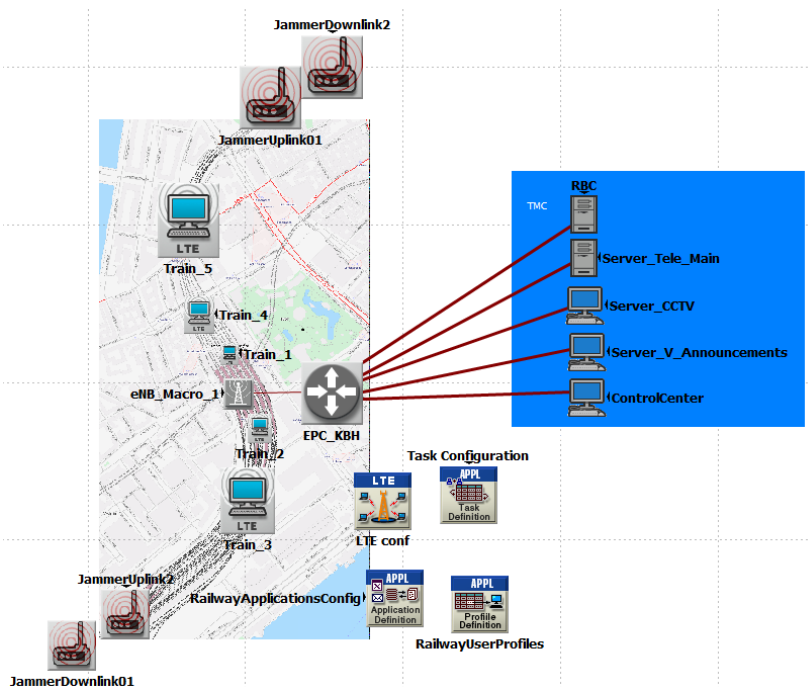 JammerDownlink2
JammerUplink01
RBC
TMC
Server_Tele_Main
LTE
Train_5
Server_CCTV
Train_4
LTE
Train_1
Server_V_Announcements
eNB_Macro_1
ControlCenter
EPC_KBH
LTE
Train_2
Task Configuration
LTE
APPL
Task
Definition
LTE
Train_3
LTE conf
JammerUplink2
APPL
Application
Definition
APPL
Profile
Definition
RailwayApplicationsConfig
RailwayUserProfiles
JammerDownlink01